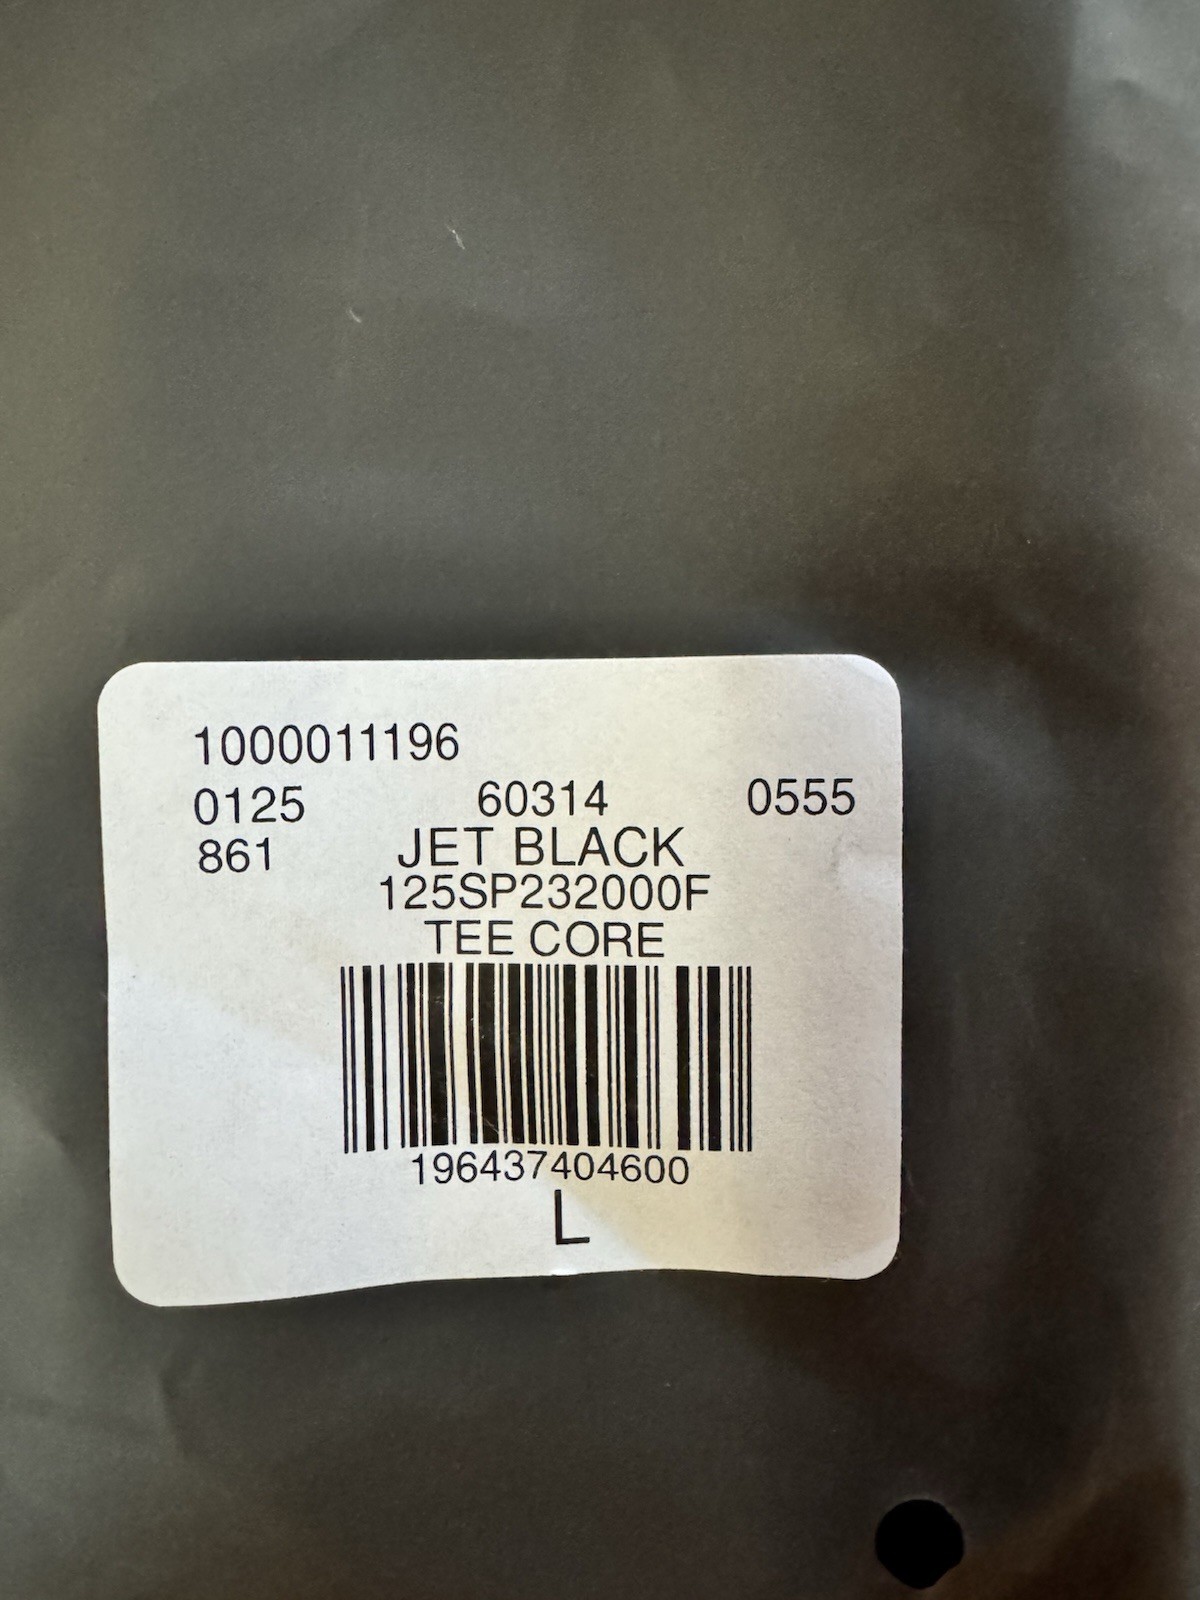 1000011196
0125 60314 0555
861 JET BLACK
125SP232000F
TEE CORE
196437404600
L